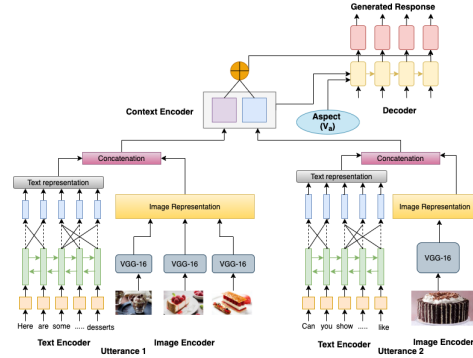 Generated Response
Decoder
Context Encoder
Aspect
(Vₐ)
Concatenation
Text representation
Image Representation
VGG-16
VGG-16
VGG-16
Here are some ..... desserts
Text Encoder
Image Encoder
Utterance 1
Concatenation
Text representation
Image Representation
VGG-16
Can you show ..... like
Text Encoder
Image Encoder
Utterance 2